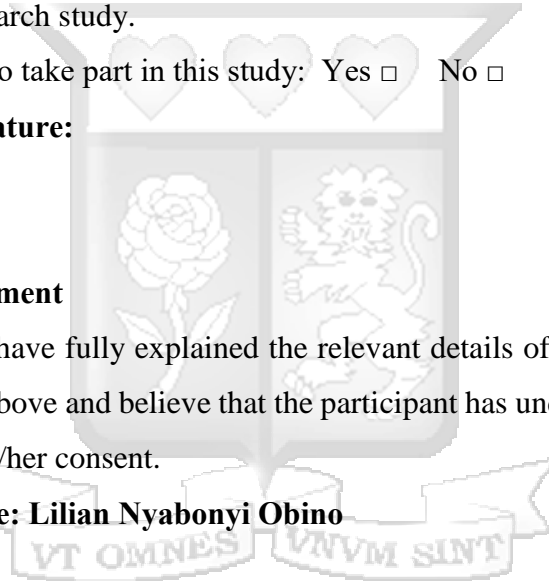 arch study.
o take part in this study: Yes □ No □
ature:
ment
have fully explained the relevant details of
bove and believe that the participant has un
/her consent.
e: Lilian Nyabonyi Obino
VT OMNES VNVM SINT